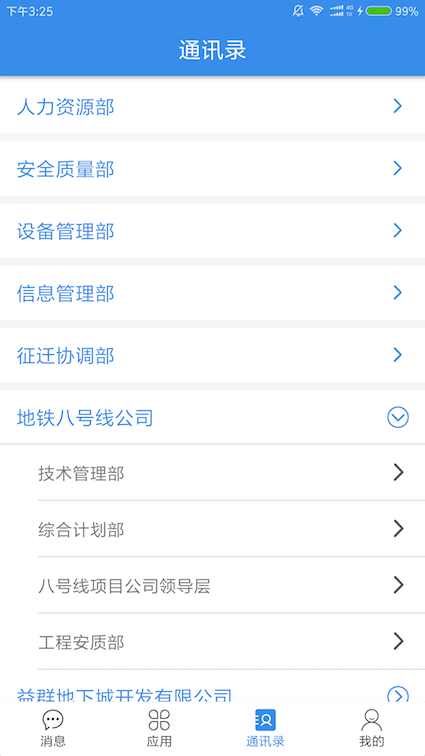 下午3:25
4G
1X
99%
通讯录
人力资源部
安全质量部
设备管理部
信息管理部
征迁协调部
地铁八号线公司
技术管理部
综合计划部
八号线项目公司领导层
工程安质部
益群地下城开发有限公司
消息
应用
通讯录
我的